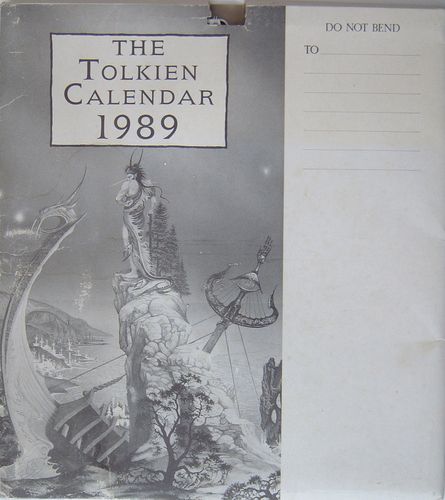 THE
TOLKIEN
CALENDAR
1989
DO NOT BEND
TO